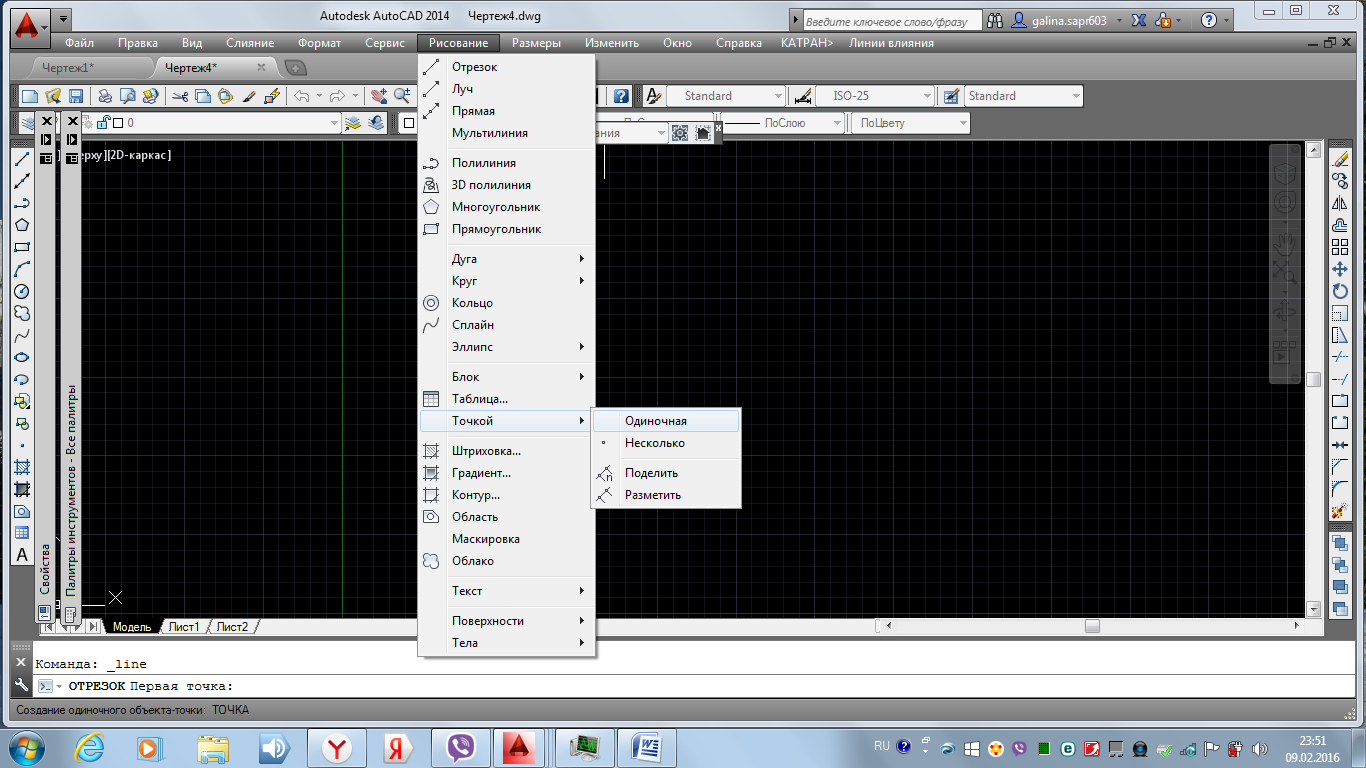 Autodesk AutoCAD 2014 Чертеж4.dwg
Введите ключевое слово/фразу
galina.sapr603
Файл Правка Вид Слияние Формат Сервис Рисование Размеры Изменить Окно Справка КАТРАН> Линии влияния
Чертеж1*
Чертеж4*
Standard
ISO-25
Standard
0
ПоСлою
ПоЦвету
ания
][2D-каркас]
Отрезок
Луч
Прямая
Мультилиния
Полилиния
3D полилиния
Многоугольник
Прямоугольник
Дуга
Круг
Кольцо
Сплайн
Эллипс
Блок
Таблица...
Точкой
Штриховка...
Градиент...
Контур...
Область
Маскировка
Облако
Текст
Поверхности
Тела
Одиночная
Несколько
Поделить
Разметить
Свойства
Палитры инструментов - Все палитры
A
Модель Лист1 Лист2
Команда: _line
ОТРЕЗОК Первая точка:
Создание одиночного объекта-точки: ТОЧКА
RU
23:51
09.02.2016